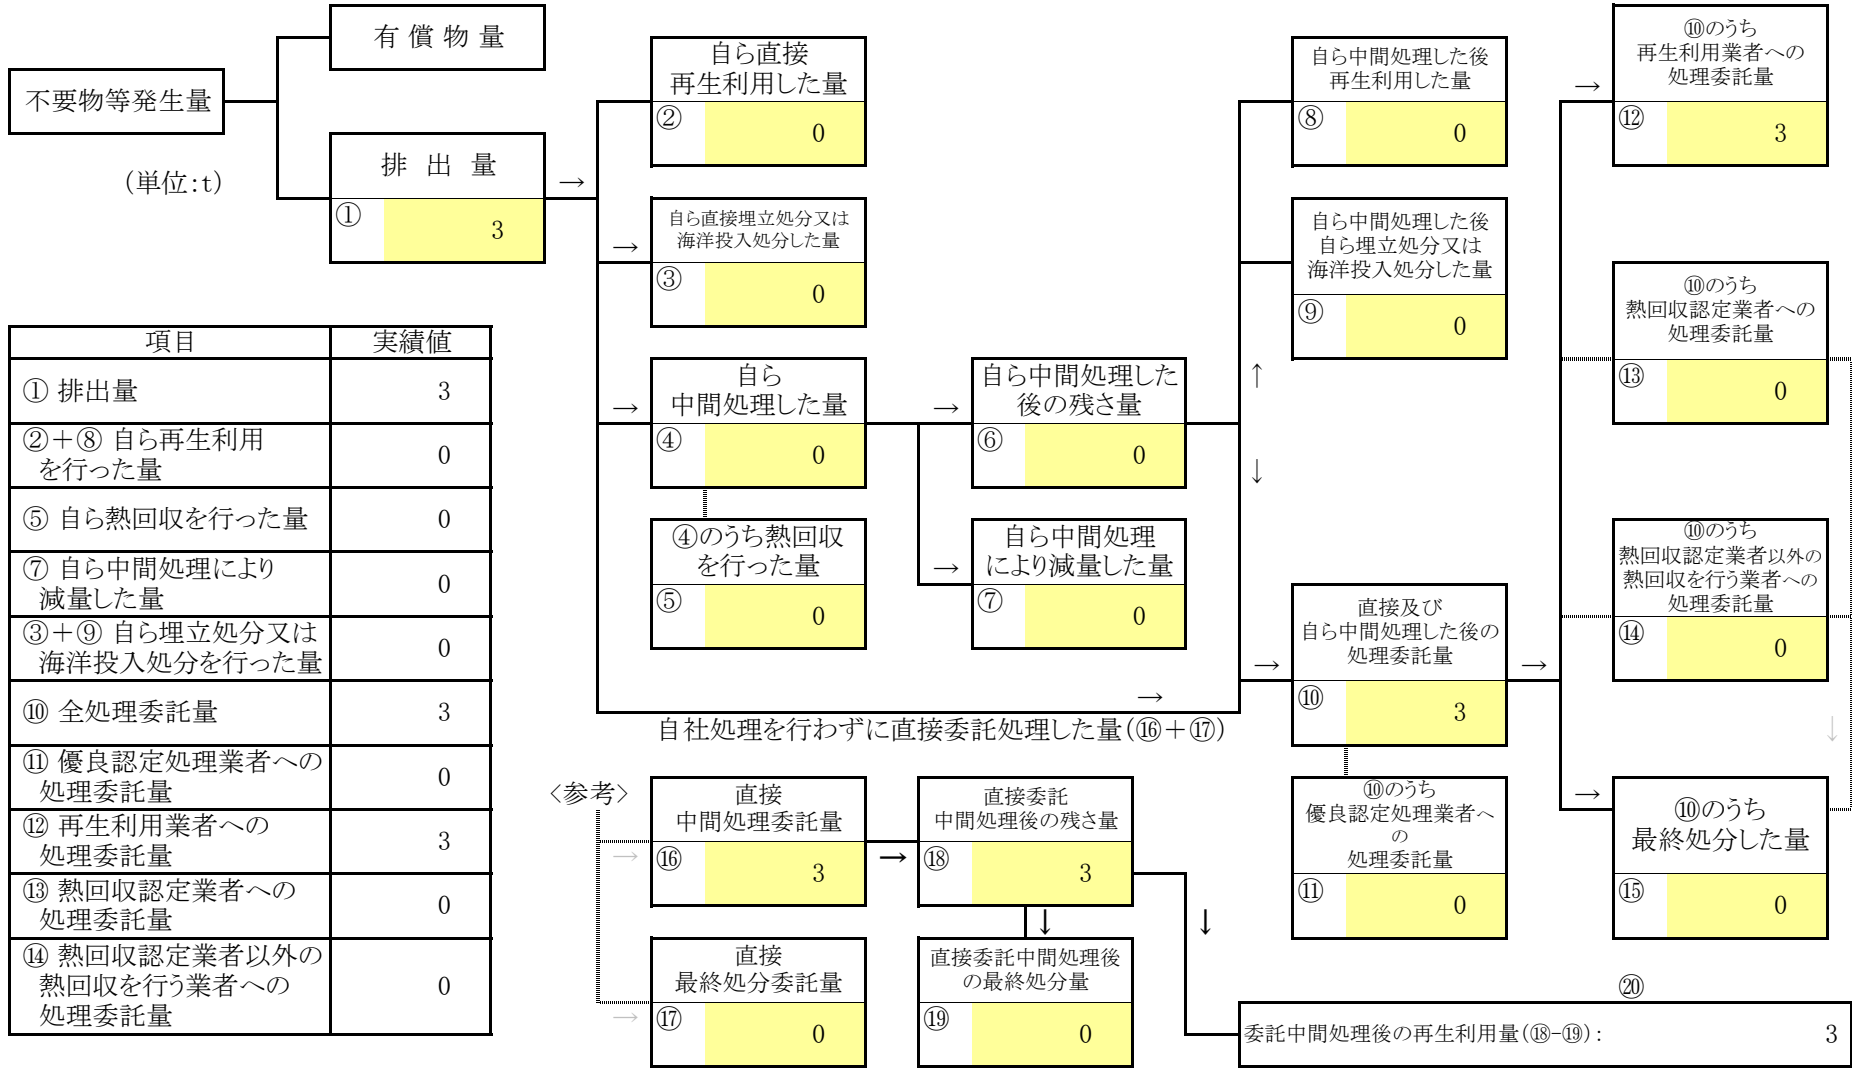 有償物量
不要物等発生量
(単位:t)
排出量
①
3
→
自ら直接
再生利用した量
②
0
→
自ら直接埋立処分又は
海洋投入処分した量
③
0
→
自ら
中間処理した量
④
0
④のうち熱回収
を行った量
⑤
0
→
自ら中間処理した
後の残さ量
⑥
0
→
自ら中間処理
により減量した量
⑦
0
→
自社処理を行わずに直接委託処理した量(⑯+⑰)
↑
↓
自ら中間処理した後
再生利用した量
⑧
0
自ら中間処理した後
自ら埋立処分又は
海洋投入処分した量
⑨
0
→
直接及び
自ら中間処理した後の
処理委託量
⑩
3
⑩のうち
優良認定処理業者へ
の
処理委託量
⑪
0
→
→
⑩のうち
再生利用業者への
処理委託量
⑫
3
⑩のうち
熱回収認定業者への
処理委託量
⑬
0
⑩のうち
熱回収認定業者以外の
熱回収を行う業者への
処理委託量
⑭
0
↓
→
⑩のうち
最終処分した量
⑮
0
項目 実績値
① 排出量 3
②+⑧ 自ら再生利用
を行った量 0
⑤ 自ら熱回収を行った量 0
⑦ 自ら中間処理により
減量した量 0
③+⑨ 自ら埋立処分又は
海洋投入処分を行った量 0
⑩ 全処理委託量 3
⑪ 優良認定処理業者への
処理委託量 0
⑫ 再生利用業者への
処理委託量 3
⑬ 熱回収認定業者への
処理委託量 0
⑭ 熱回収認定業者以外の
熱回収を行う業者への
処理委託量 0
〈参考〉
→
直接
中間処理委託量
⑯
3
→
直接委託
中間処理後の残さ量
⑱
3
→
直接
最終処分委託量
⑰
0
↓
直接委託中間処理後
の最終処分量
⑲
0
↓
⑳
委託中間処理後の再生利用量(⑱-⑲): 3